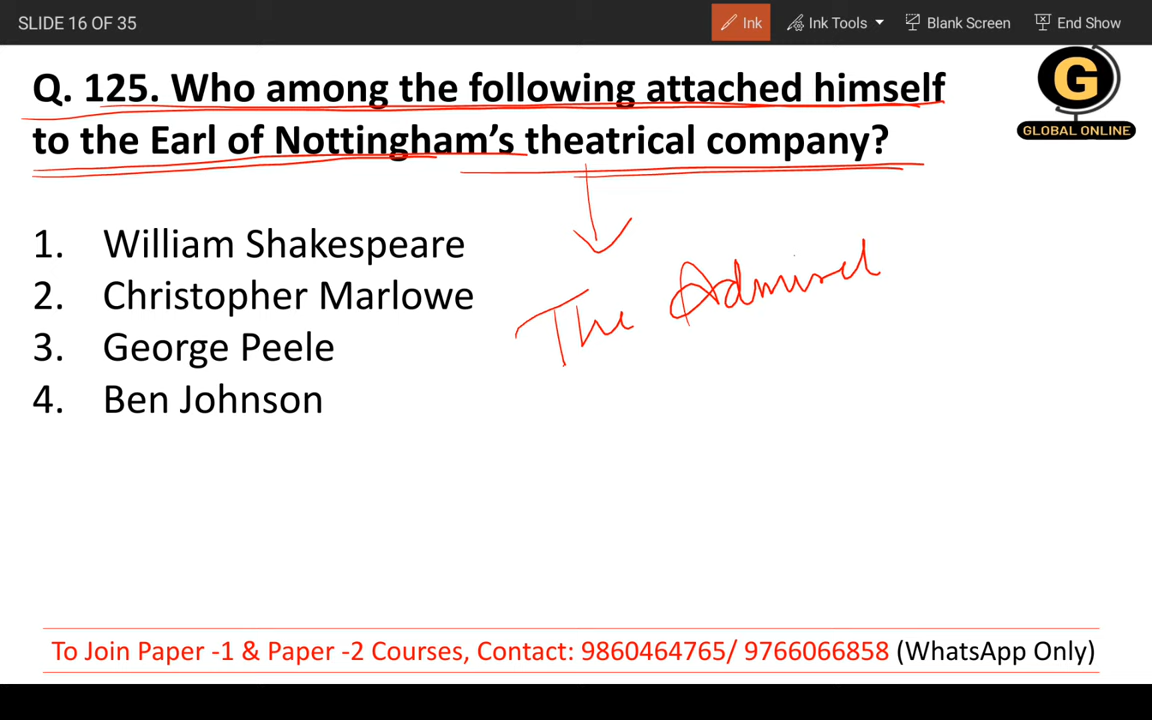 SLIDE 16 OF 35
Ink
Ink Tools
Blank Screen
End Show
Q. 125. Who among the following attached himself
to the Earl of Nottingham’s theatrical company?
G
GLOBAL ONLINE
1. William Shakespeare
2. Christopher Marlowe
3. George Peele
4. Ben Johnson
The Admiral
To Join Paper -1 & Paper -2 Courses, Contact: 9860464765/ 9766066858 (WhatsApp Only)